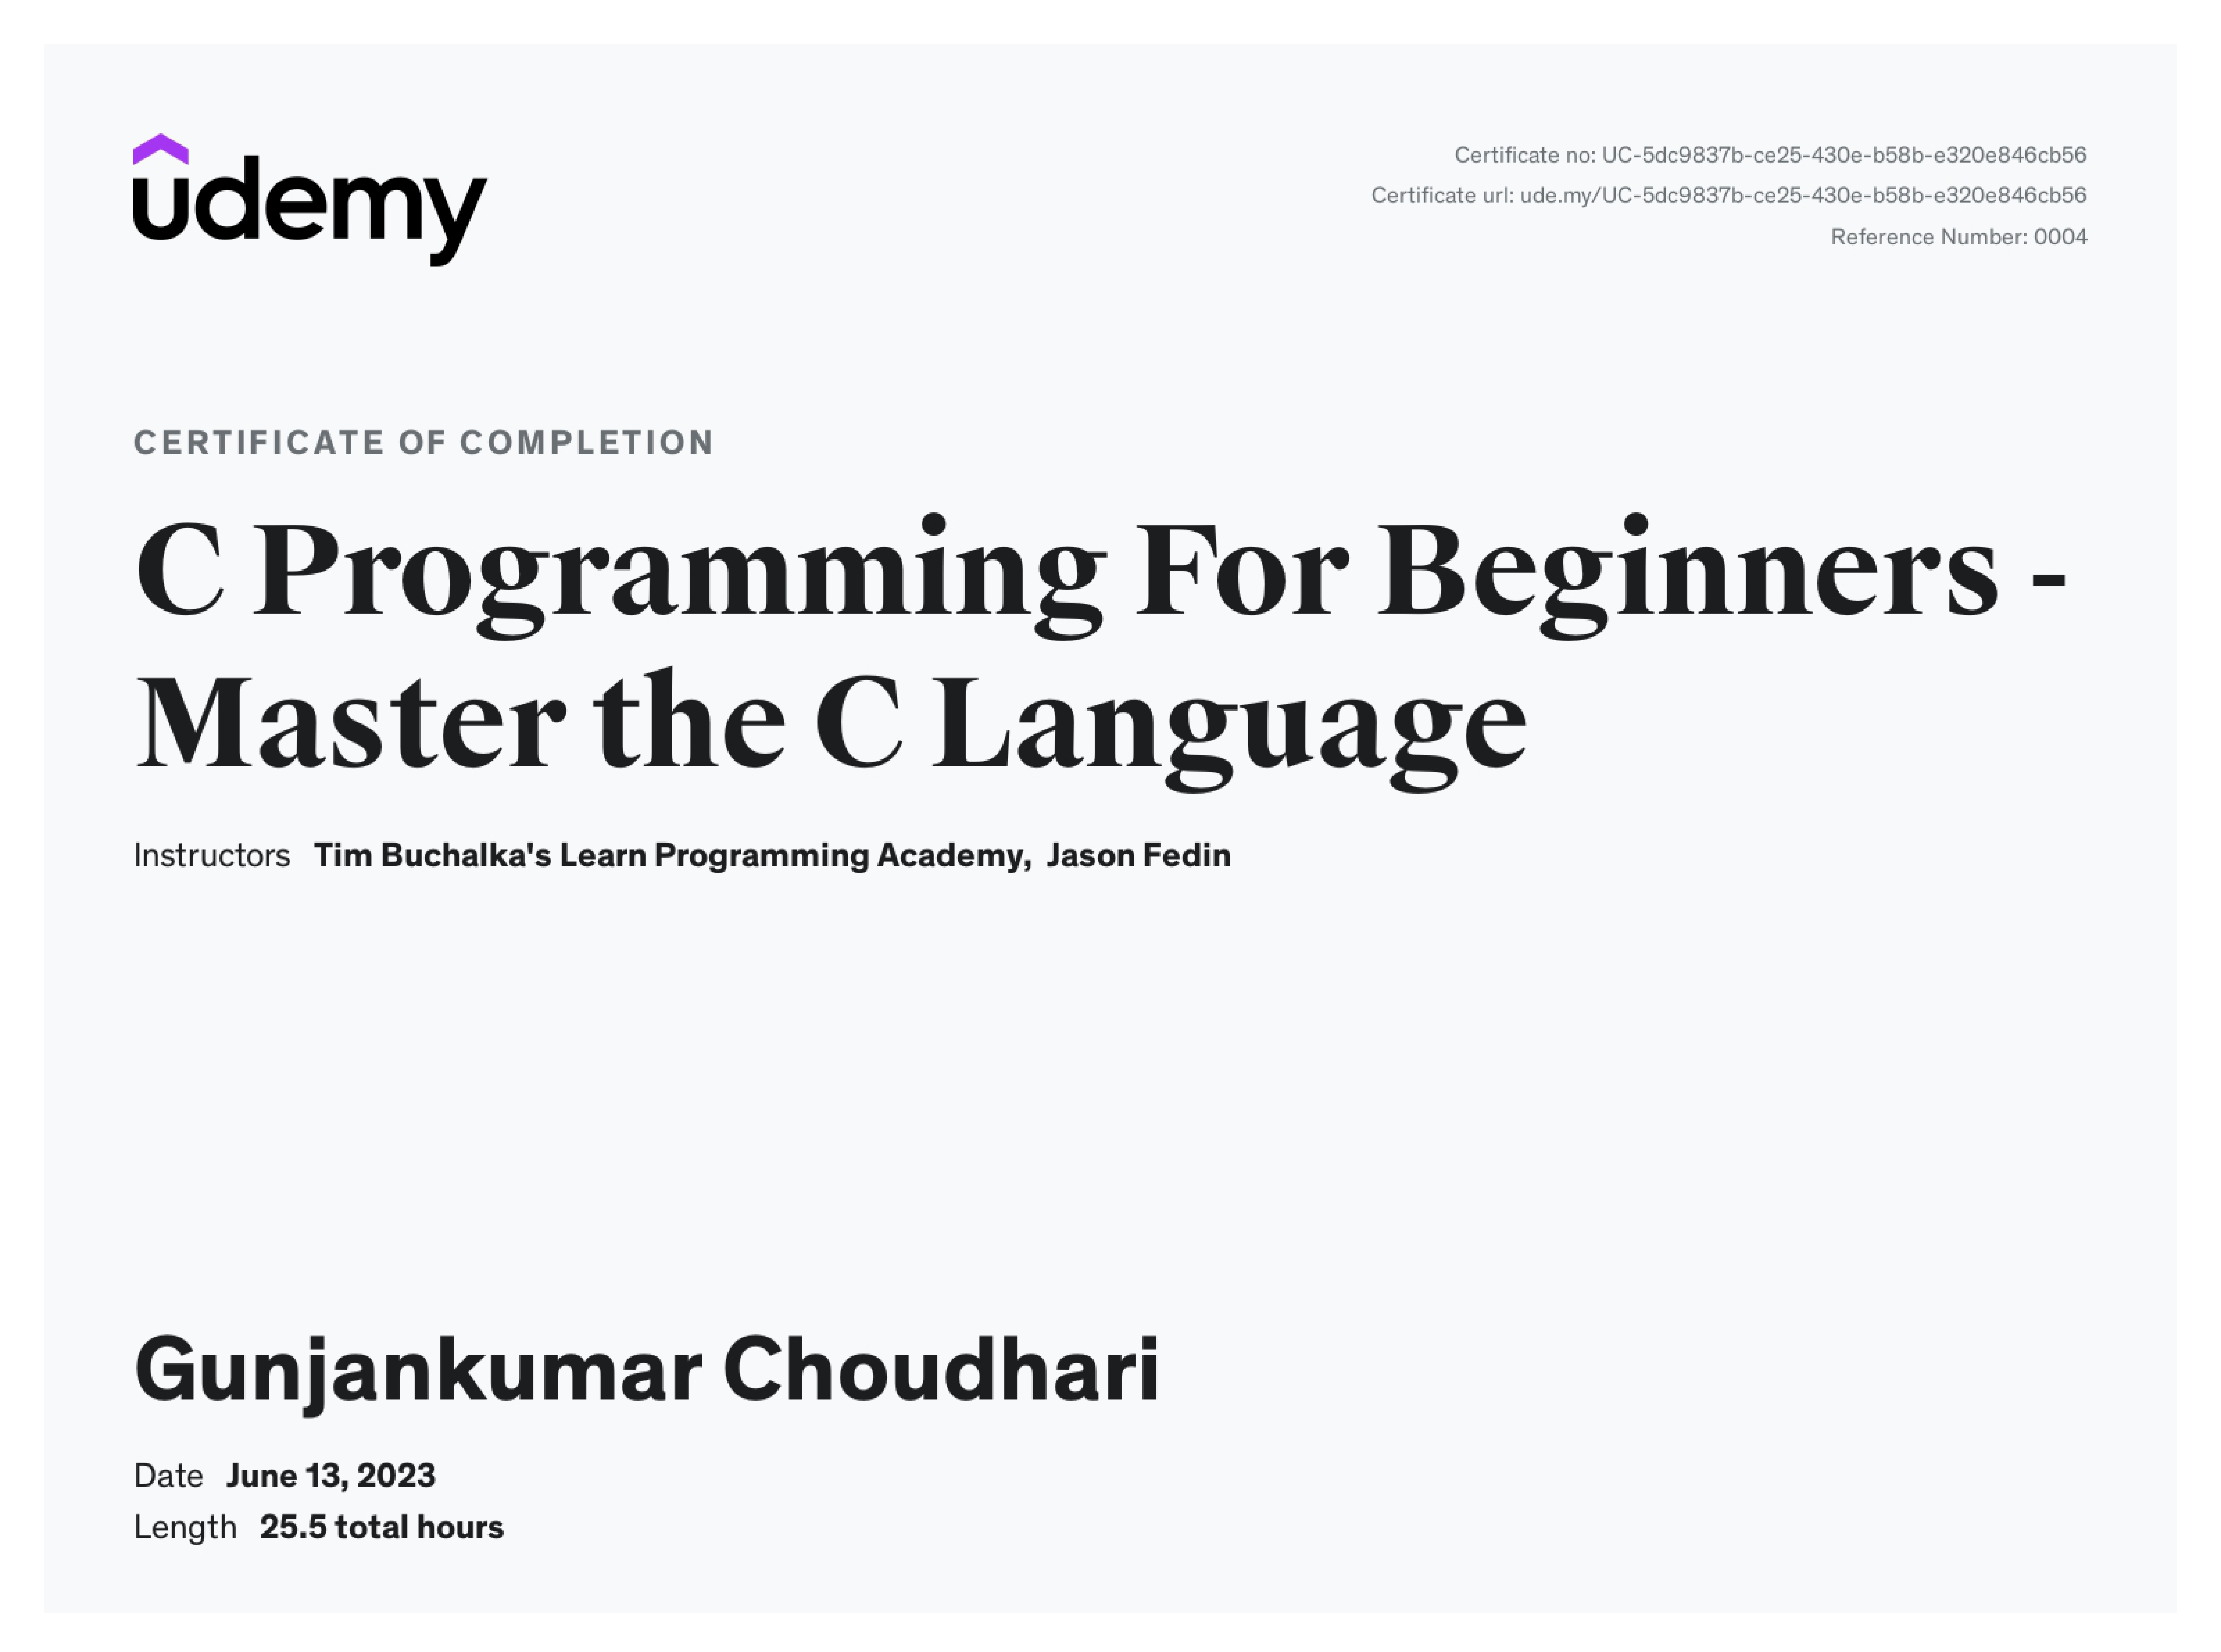 udemy
Certificate no: UC-5dc9837b-ce25-430e-b58b-e320e846cb56
Certificate url: ude.my/UC-5dc9837b-ce25-430e-b58b-e320e846cb56
Reference Number: 0004
CERTIFICATE OF COMPLETION
C Programming For Beginners -
Master the C Language
Instructors Tim Buchalka's Learn Programming Academy, Jason Fedin
Gunjankumar Choudhari
Date June 13, 2023
Length 25.5 total hours